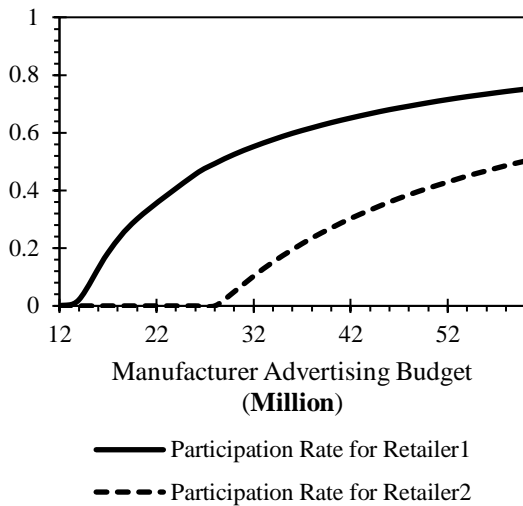 1
0.8
0.6
0.4
0.2
0
12 22 32 42 52
Manufacturer Advertising Budget
(Million)
Participation Rate for Retailer1
Participation Rate for Retailer2